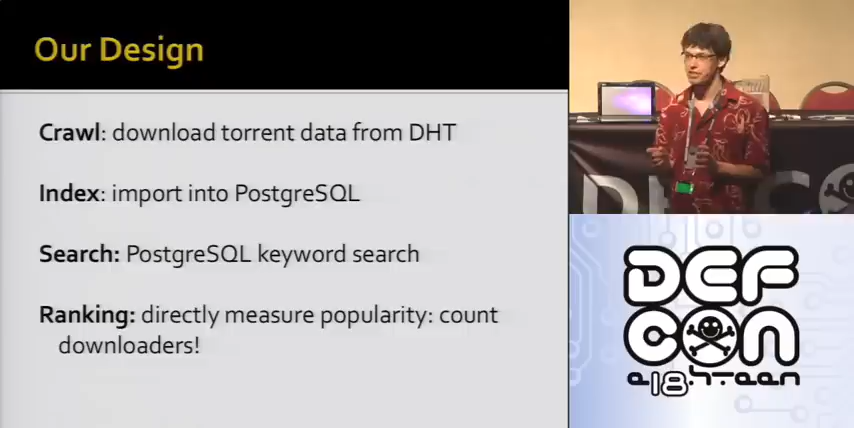 Our Design
Crawl: download torrent data from DHT
Index: import into PostgreSQL
Search: PostgreSQL keyword search
Ranking: directly measure popularity: count
downloaders!
DEF
CON
e18hteen